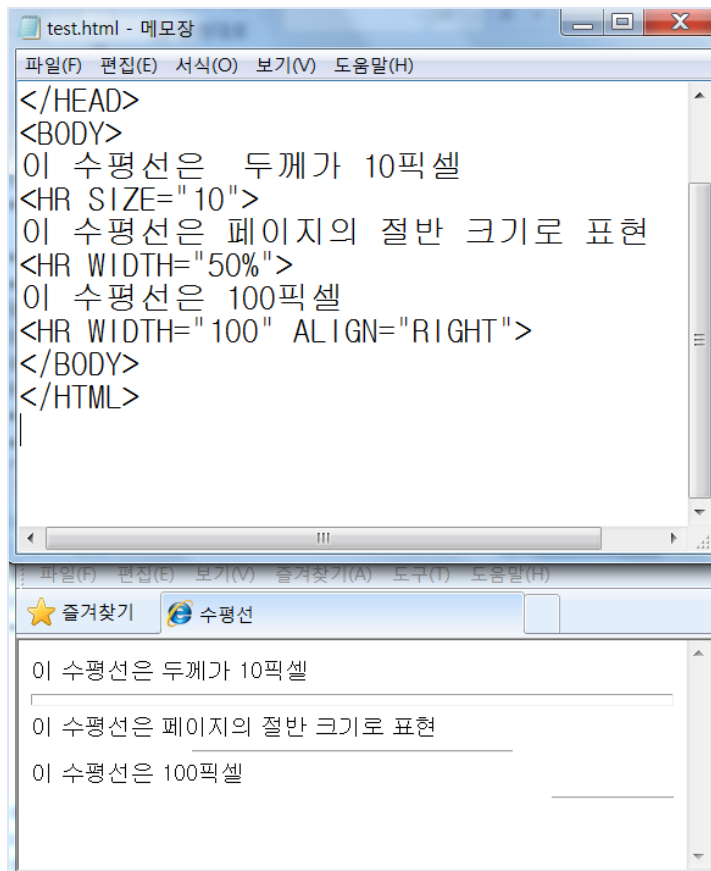 test.html - 메모장
파일(F) 편집(E) 서식(O) 보기(V) 도움말(H)
</HEAD>
<BODY>
이 수평선은  두께가 10픽셀
<HR SIZE="10">
이 수평선은 페이지의 절반 크기로 표현
<HR WIDTH="50%">
이 수평선은 100픽셀
<HR WIDTH="100" ALIGN="RIGHT">
</BODY>
</HTML>
파일(F) 편집(E) 보기(V) 즐겨찾기(A) 도구(T) 도움말(H)
즐겨찾기 수평선
이 수평선은 두께가 10픽셀
이 수평선은 페이지의 절반 크기로 표현
이 수평선은 100픽셀